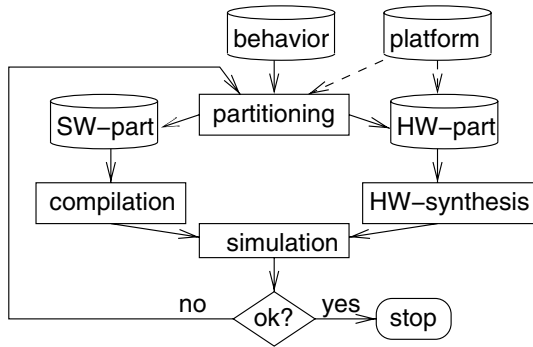 behavior
platform
partitioning
SW-part
HW-part
compilation
HW-synthesis
simulation
no
ok?
yes
stop